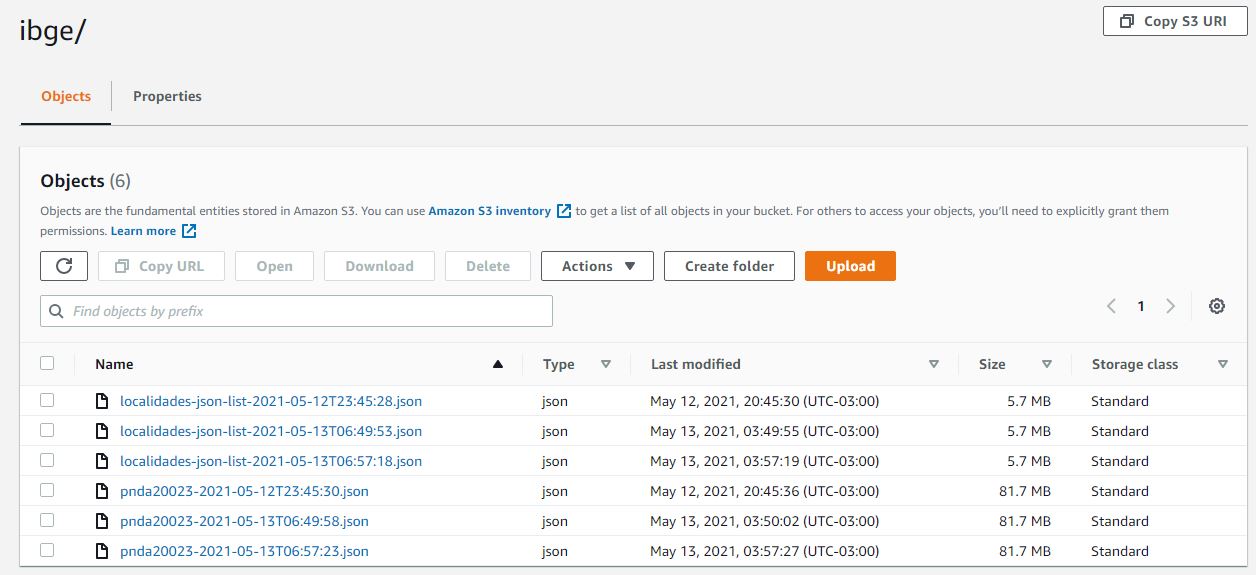 ibge/
Copy S3 URI
Objects Properties
Objects (6)
Objects are the fundamental entities stored in Amazon S3. You can use Amazon S3 inventory to get a list of all objects in your bucket. For others to access your objects, you'll need to explicitly grant them
permissions. Learn more
Copy URL Open Download Delete Actions Create folder Upload
Find objects by prefix
1
Name Type Last modified Size Storage class
localidades-json-list-2021-05-12T23:45:28.json json May 12, 2021, 20:45:30 (UTC-03:00) 5.7 MB Standard
localidades-json-list-2021-05-13T06:49:53.json json May 13, 2021, 03:49:55 (UTC-03:00) 5.7 MB Standard
localidades-json-list-2021-05-13T06:57:18.json json May 13, 2021, 03:57:19 (UTC-03:00) 5.7 MB Standard
pnda20023-2021-05-12T23:45:30.json json May 12, 2021, 20:45:36 (UTC-03:00) 81.7 MB Standard
pnda20023-2021-05-13T06:49:58.json json May 13, 2021, 03:50:02 (UTC-03:00) 81.7 MB Standard
pnda20023-2021-05-13T06:57:23.json json May 13, 2021, 03:57:27 (UTC-03:00) 81.7 MB Standard